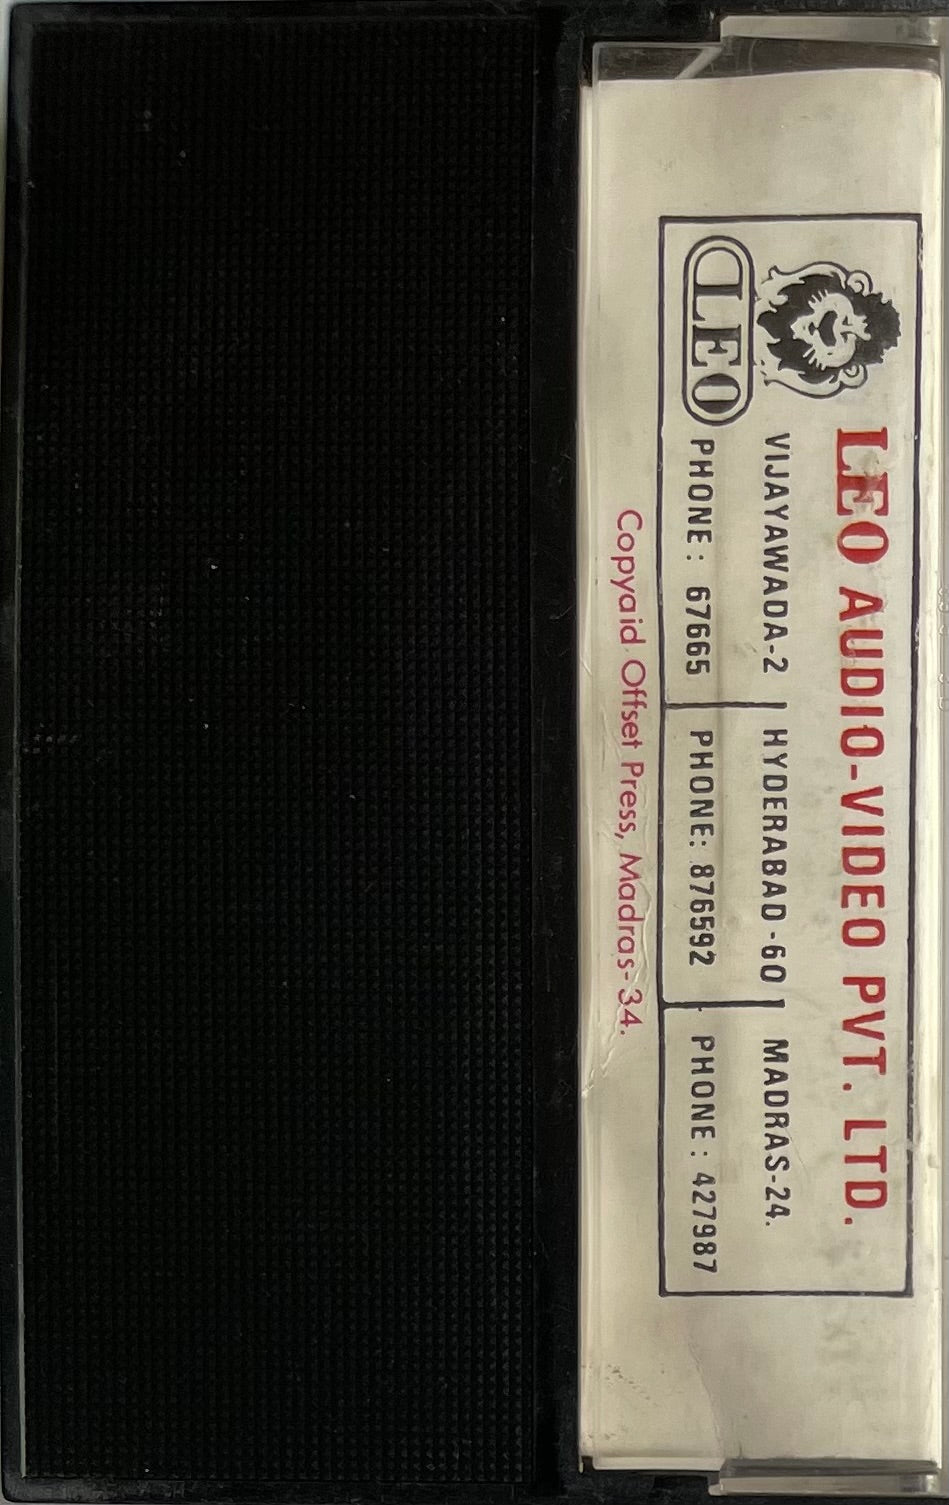 LEO
LEO AUDIO-VIDEO PVT. LTD.
VIJAYAWADA-2 HYDERABAD-60 MADRAS-24.
PHONE: 67665 PHONE: 876592 PHONE: 427987
Copyaid Offset Press, Madras-34.